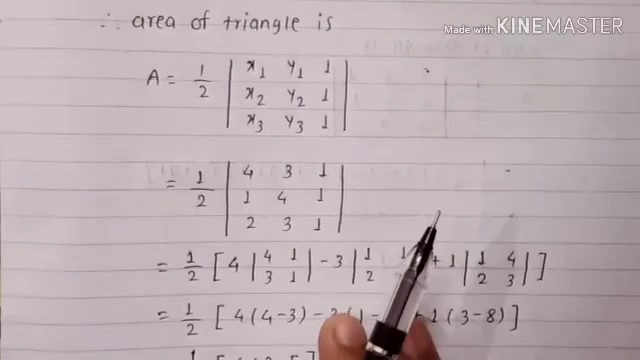 Made with KINEMASTER
∴ area of triangle is
A = 1/2 | x1 y1 1 |
| x2 y2 1 |
| x3 y3 1 |
= 1/2 | 4 3 1 |
| 1 4 1 |
| 2 3 1 |
= 1/2 [ 4 | 4 1 | - 3 | 1 1 + 1 | 1 4 | ]
3 1 2 2 3
= 1/2 [ 4 ( 4 - 3 ) - ( 1 - 1 ( 3 - 8 ) ]